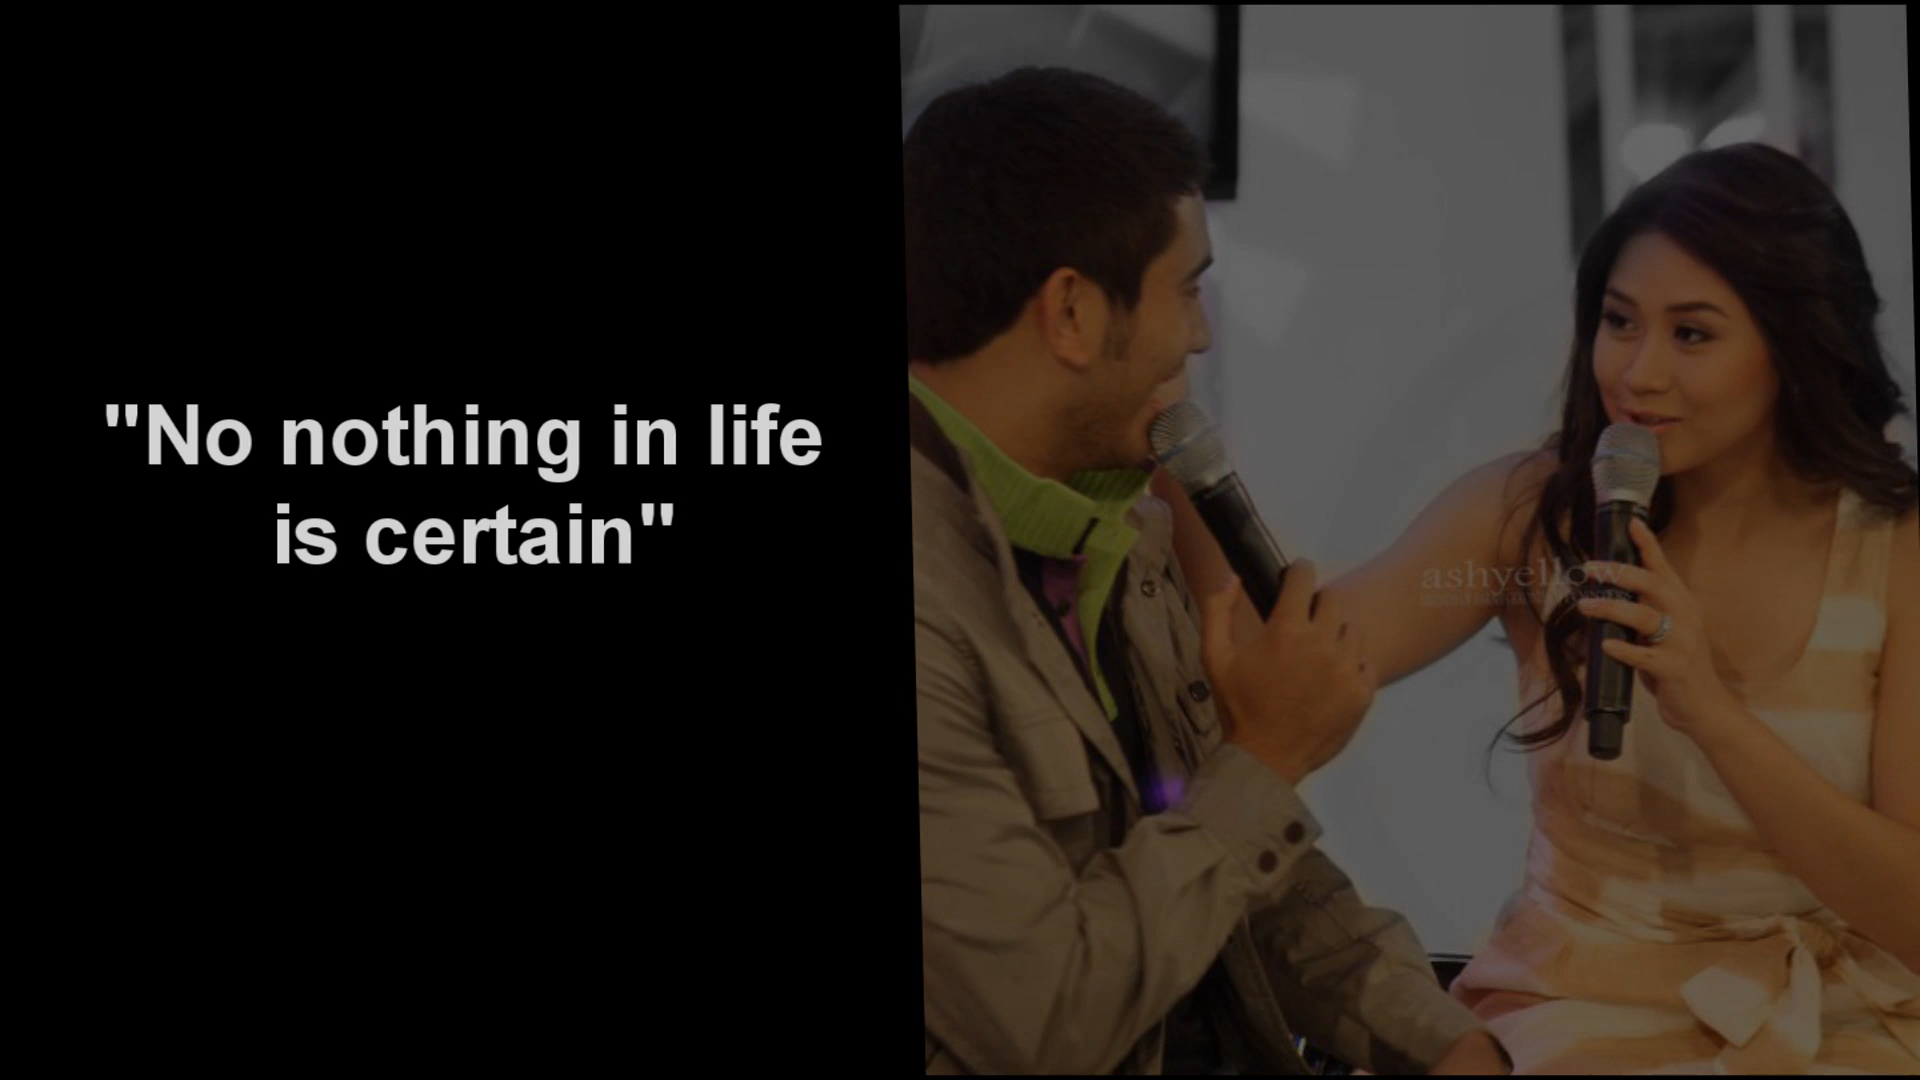 "No nothing in life
is certain"
ashyellow